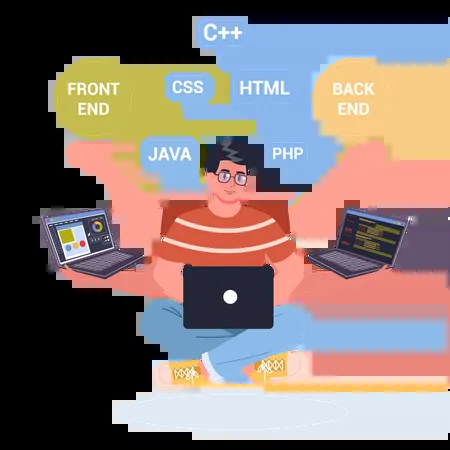 C++
FRONT
END
CSS
HTML
BACK
END
JAVA
PHP